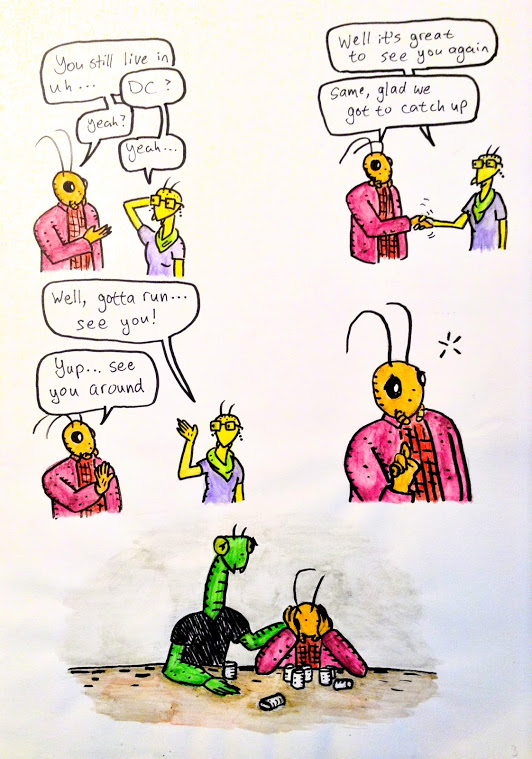 You still live in
uh... DC?
Yeah?
Yeah...
Well it's great
to see you again
Same, glad we
got to catch up
Well, gotta run...
see you!
Yup... see
you around
3